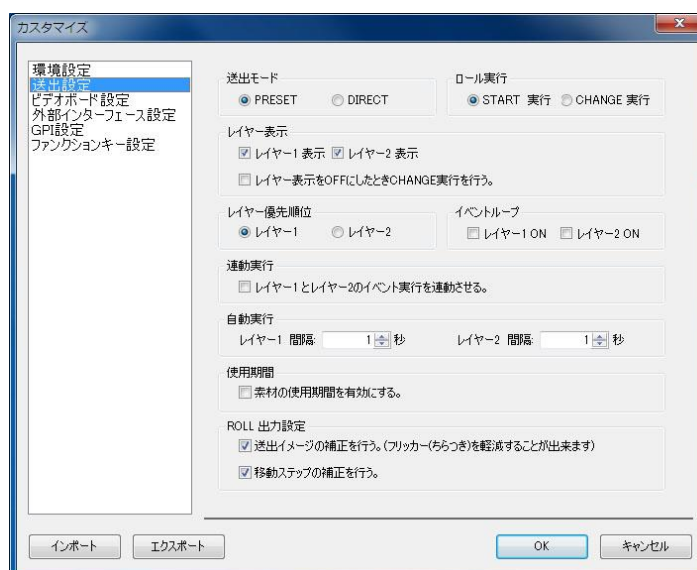 カスタマイズ
環境設定
送出設定
ビデオボード設定
外部インターフェース設定
GPI設定
ファンクションキー設定
送出モード
PRESET DIRECT
ロール実行
START 実行 CHANGE 実行
レイヤー表示
レイヤー1 表示 レイヤー2 表示
レイヤー表示をOFFにしたときCHANGE実行を行う。
レイヤー優先順位
レイヤー1 レイヤー2
イベントループ
レイヤー1 ON レイヤー2 ON
連動実行
レイヤー1とレイヤー2のイベント実行を連動させる。
自動実行
レイヤー1 間隔: 1 秒 レイヤー2 間隔: 1 秒
使用期間
素材の使用期間を有効にする。
ROLL 出力設定
送出イメージの補正を行う。(フリッカー(ちらつき)を軽減することが出来ます)
移動ステップの補正を行う。
インポート エクスポート OK キャンセル